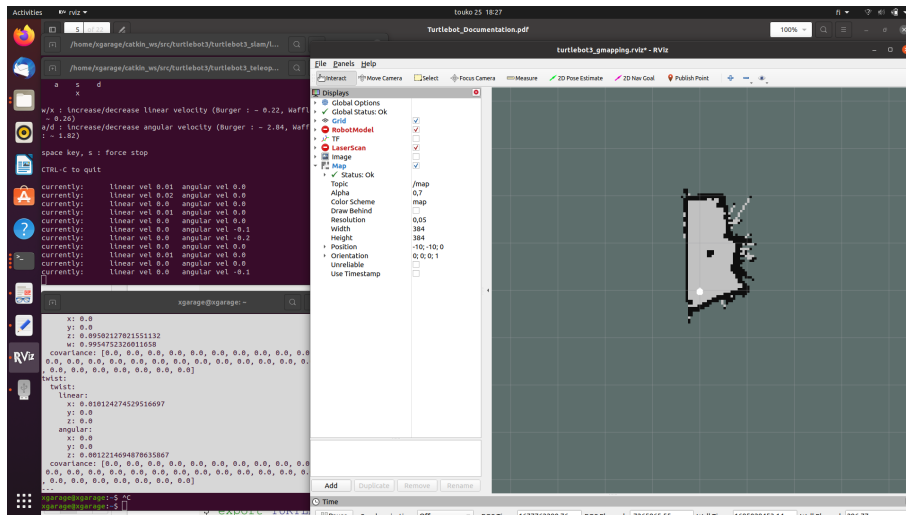 Activities
RViz
touko 25 18:27
fi
5
Turtlebot_Documentation.pdf
100%
/home/xgarage/catkin_ws/src/turtlebot3/turtlebot3_slam/l...
/home/xgarage/catkin_ws/src/turtlebot3/turtlebot3_teleop...
a s d
x
w/x : increase/decrease linear velocity (Burger : ~ 0.22, Waffl
~ 0.26)
a/d : increase/decrease angular velocity (Burger : ~ 2.84, Waff
: ~ 1.82)
space key, s : force stop
CTRL-C to quit
currently: linear vel 0.01 angular vel 0.0
currently: linear vel 0.02 angular vel 0.0
currently: linear vel 0.0 angular vel 0.0
currently: linear vel 0.01 angular vel 0.0
currently: linear vel 0.0 angular vel 0.0
currently: linear vel 0.0 angular vel -0.1
currently: linear vel 0.0 angular vel -0.2
currently: linear vel 0.0 angular vel 0.0
currently: linear vel 0.01 angular vel 0.0
currently: linear vel 0.0 angular vel 0.0
currently: linear vel 0.0 angular vel -0.1
xgarage@xgarage: ~
x: 0.0
y: 0.0
z: 0.09502127021551132
w: 0.9954752326011658
covariance: [0.0, 0.0, 0.0, 0.0, 0.0, 0.0, 0.0, 0.0, 0.0, 0.0
0.0, 0.0, 0.0, 0.0, 0.0, 0.0, 0.0, 0.0, 0.0, 0.0, 0.0, 0.0, 0.
, 0.0, 0.0, 0.0, 0.0, 0.0, 0.0, 0.0]
twist:
twist:
linear:
x: 0.010124274529516697
y: 0.0
z: 0.0
angular:
x: 0.0
y: 0.0
z: 0.0012214694870635867
covariance: [0.0, 0.0, 0.0, 0.0, 0.0, 0.0, 0.0, 0.0, 0.0, 0.0
0.0, 0.0, 0.0, 0.0, 0.0, 0.0, 0.0, 0.0, 0.0, 0.0, 0.0, 0.0, 0.
, 0.0, 0.0, 0.0, 0.0, 0.0, 0.0, 0.0]
---
xgarage@xgarage:~$ ^C
xgarage@xgarage:~$
turtlebot3_gmapping.rviz* - RViz
File Panels Help
Interact Move Camera Select Focus Camera Measure 2D Pose Estimate 2D Nav Goal Publish Point
Displays
Global Options
Global Status: Ok
Grid
RobotModel
TF
LaserScan
Image
Map
Status: Ok
Topic /map
Alpha 0,7
Color Scheme map
Draw Behind
Resolution 0,05
Width 384
Height 384
Position -10; -10; 0
Orientation 0; 0; 0; 1
Unreliable
Use Timestamp
Add Duplicate Remove Rename
Time